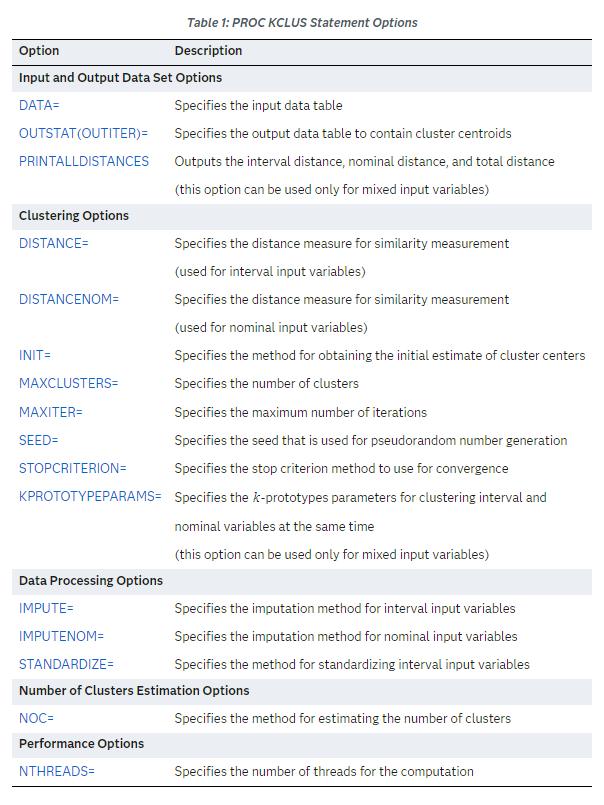 Table 1: PROC KCLUS Statement Options
Option Description
Input and Output Data Set Options
DATA= Specifies the input data table
OUTSTAT(OUTITER)= Specifies the output data table to contain cluster centroids
PRINTALLDISTANCES Outputs the interval distance, nominal distance, and total distance
(this option can be used only for mixed input variables)
Clustering Options
DISTANCE= Specifies the distance measure for similarity measurement
(used for interval input variables)
DISTANCENOM= Specifies the distance measure for similarity measurement
(used for nominal input variables)
INIT= Specifies the method for obtaining the initial estimate of cluster centers
MAXCLUSTERS= Specifies the number of clusters
MAXITER= Specifies the maximum number of iterations
SEED= Specifies the seed that is used for pseudorandom number generation
STOPCRITERION= Specifies the stop criterion method to use for convergence
KPROTOTYPEPARAMS= Specifies the k-prototypes parameters for clustering interval and
nominal variables at the same time
(this option can be used only for mixed input variables)
Data Processing Options
IMPUTE= Specifies the imputation method for interval input variables
IMPUTENOM= Specifies the imputation method for nominal input variables
STANDARDIZE= Specifies the method for standardizing interval input variables
Number of Clusters Estimation Options
NOC= Specifies the method for estimating the number of clusters
Performance Options
NTHREADS= Specifies the number of threads for the computation